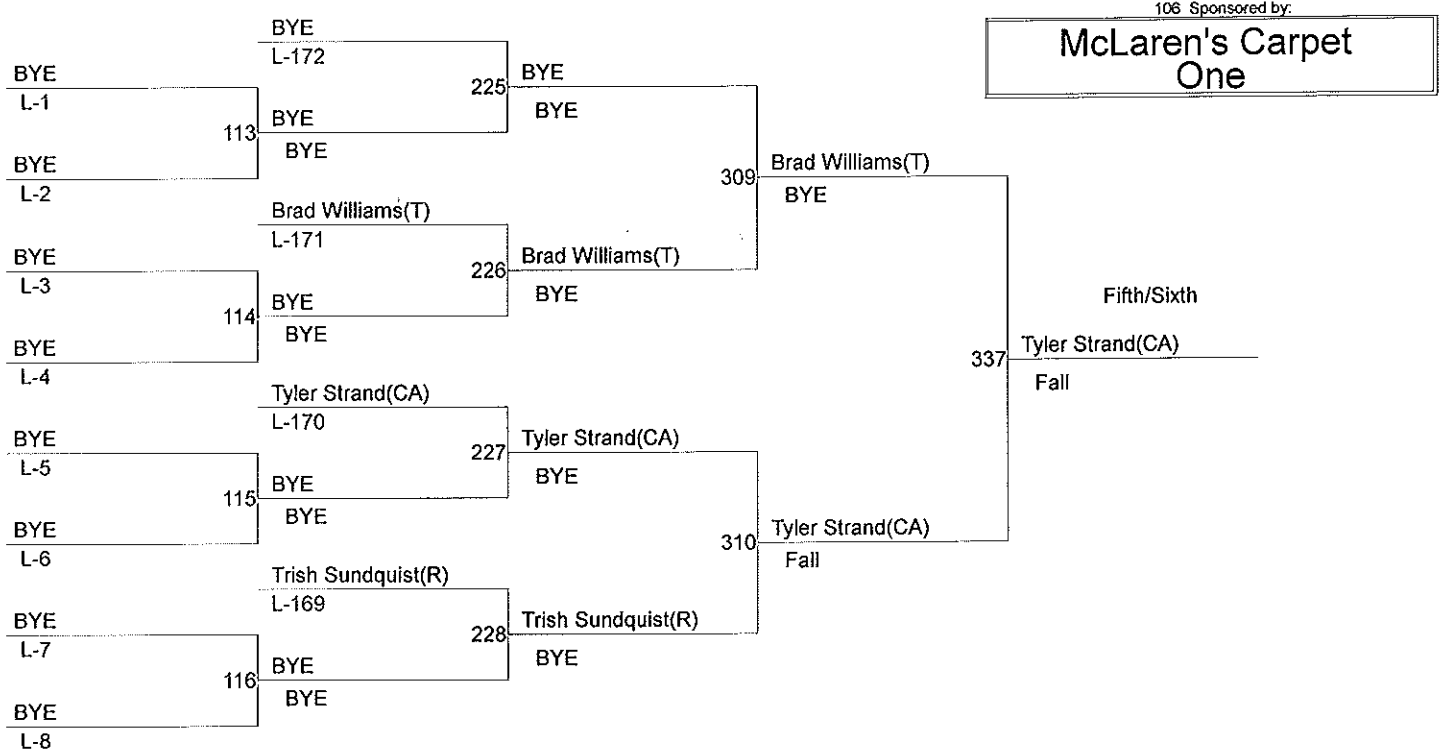 106 Sponsored by:
McLaren's Carpet
One
BYE
L-172
BYE
L-1
225
BYE
BYE
113
BYE
BYE
BYE
L-2
309
Brad Williams(T)
BYE
Brad Williams(T)
L-171
BYE
L-3
226
Brad Williams(T)
BYE
114
BYE
BYE
BYE
L-4
Fifth/Sixth
337
Tyler Strand(CA)
Fall
Tyler Strand(CA)
L-170
BYE
L-5
227
Tyler Strand(CA)
BYE
115
BYE
BYE
BYE
L-6
310
Tyler Strand(CA)
Fall
Trish Sundquist(R)
L-169
BYE
L-7
228
Trish Sundquist(R)
BYE
116
BYE
BYE
BYE
L-8